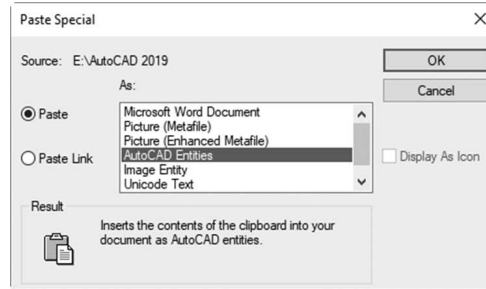 Paste Special
Source: E:\AutoCAD 2019
As:
Paste
Paste Link
Microsoft Word Document
Picture (Metafile)
Picture (Enhanced Metafile)
AutoCAD Entities
Image Entity
Unicode Text
OK
Cancel
Display As Icon
Result
Inserts the contents of the clipboard into your
document as AutoCAD entities.